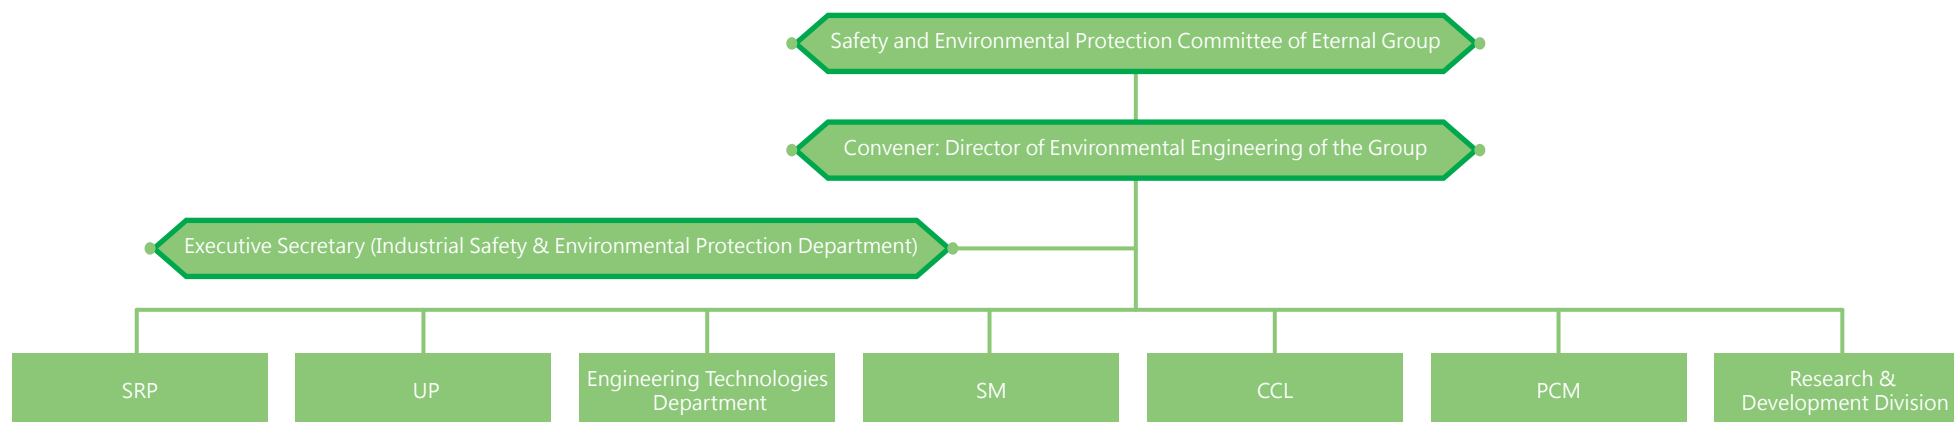 Safety and Environmental Protection Committee of Eternal Group
Convener: Director of Environmental Engineering of the Group
Executive Secretary (Industrial Safety & Environmental Protection Department)
SRP
UP
Engineering Technologies
Department
SM
CCL
PCM
Research &
Development Division